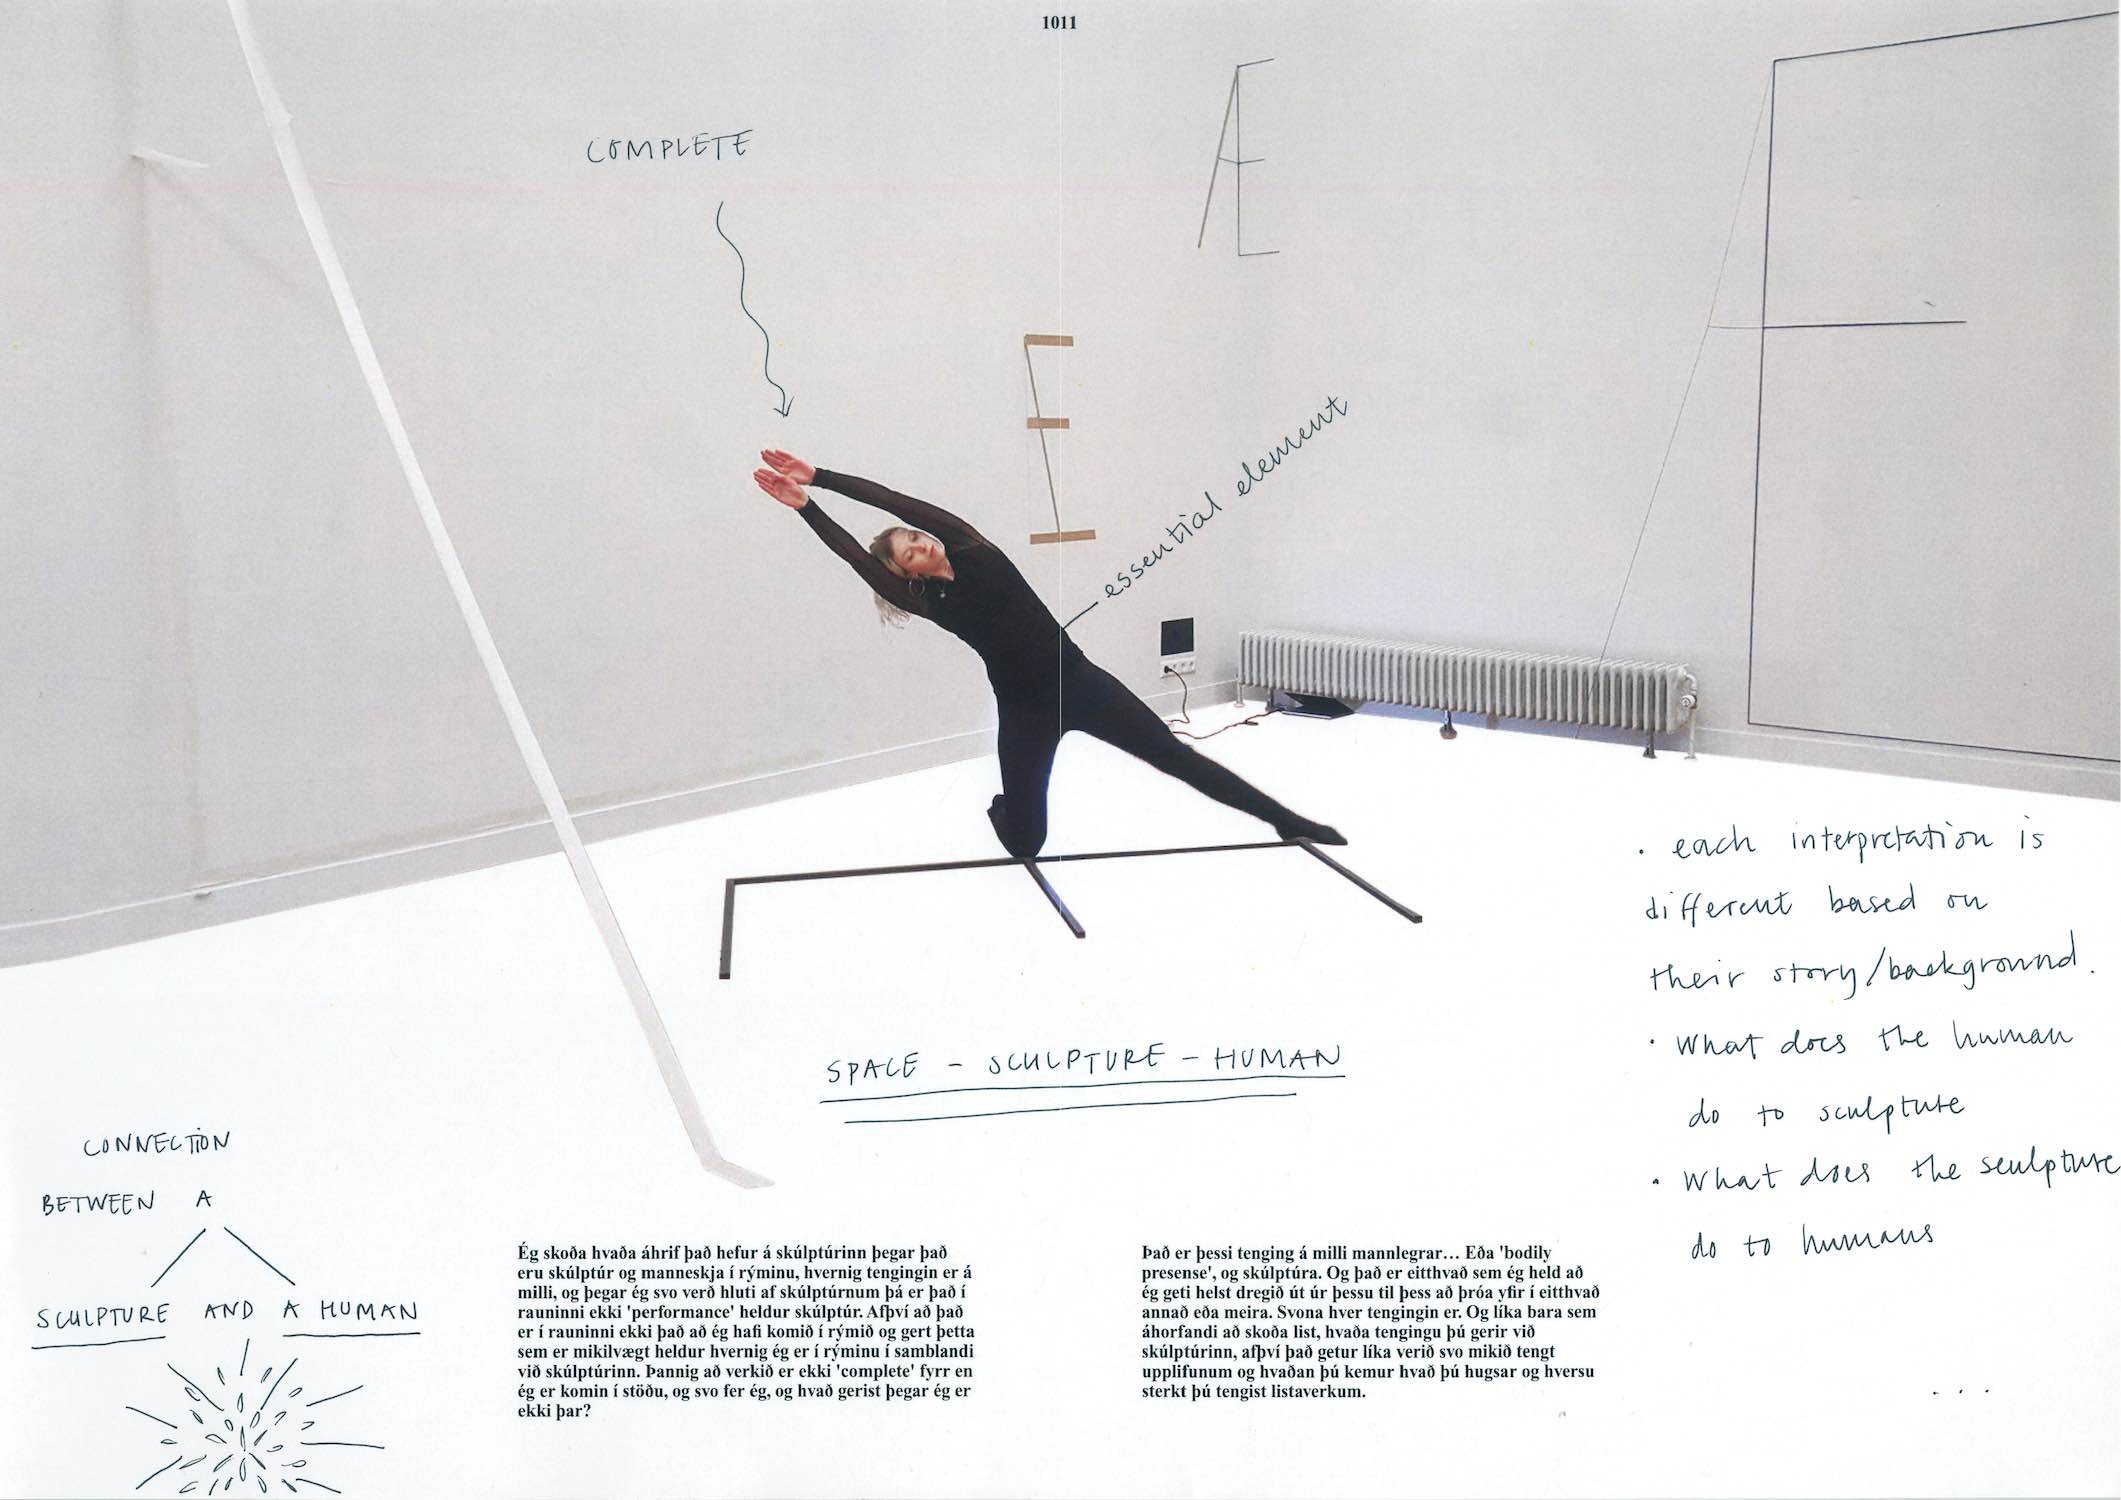 1011
COMPLETE
Æ
essential element
• each interpretation is
different based on
their story/background.
• What does the human
do to sculpture
• What does the sculpture
do to humans
...
SPACE - SCULPTURE - HUMAN
CONNECTION
BETWEEN A
SCULPTURE AND A HUMAN
Ég skoða hvaða áhrif það hefur á skúlptúrinn þegar það
eru skúlptúr og manneskja í rýminu, hvernig tengingin er á
milli, og þegar ég svo verð hluti af skúlptúrnum þá er það í
rauninni ekki 'performance' heldur skúlptúr. Afþví að það
er í rauninni ekki það að ég hafi komið í rýmið og gert þetta
sem er mikilvægt heldur hvernig ég er í rýminu í sambandi
við skúlptúrinn. Þannig að verkið er ekki 'complete' fyrr en
ég er komin í stöðu, og svo fer ég, og hvað gerist þegar ég er
ekki þar?
Það er þessi tenging á milli mannlegrar… Eða 'bodily
presense', og skúlptúra. Og það er eitthvað sem ég held að
ég geti helst dregið út úr þessu til þess að þróa yfir í eitthvað
annað eða meira. Svona hver tengingin er. Og líka bara sem
áhorfandi að skoða list, hvaða tengingu þú gerir við
skúlptúrinn, afþví það getur líka verið svo mikið tengt
upplifunum og hvaðan þú kemur hvað þú hugsar og hversu
sterkt þú tengist listaverkum.